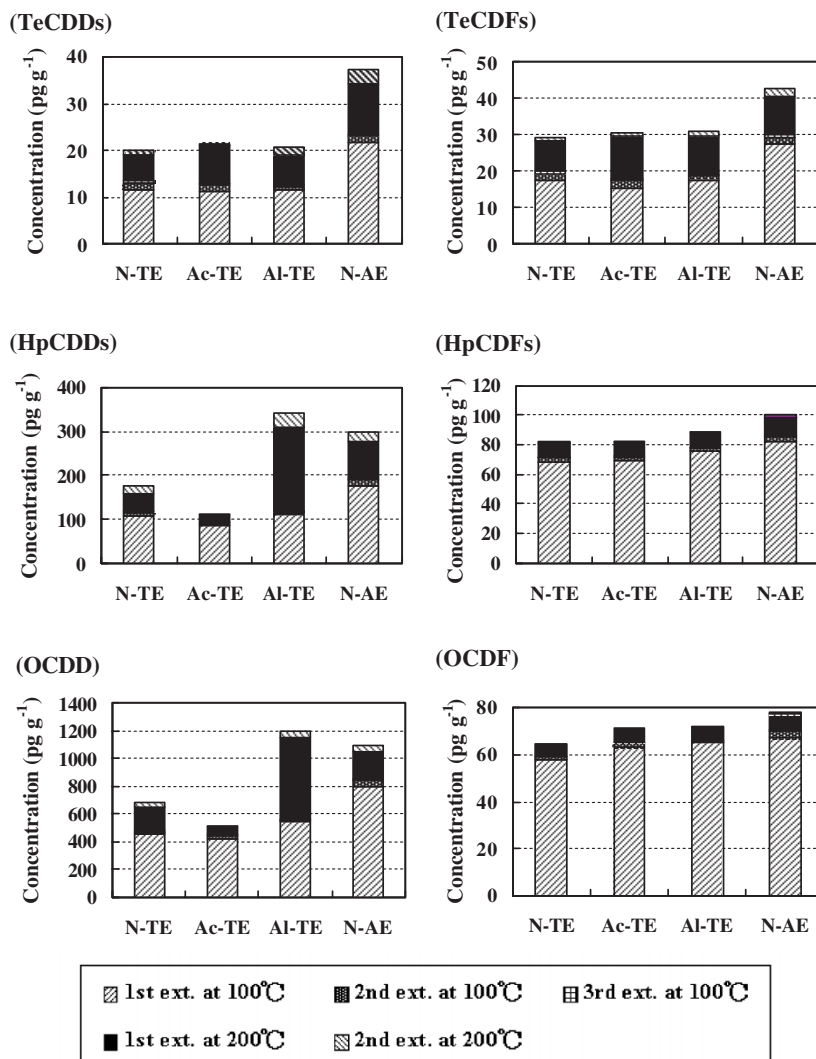 (TeCDDs)
Concentration (pg g⁻¹)
40
30
20
10
0
N-TE Ac-TE Al-TE N-AE
(TeCDFs)
Concentration (pg g⁻¹)
50
40
30
20
10
0
N-TE Ac-TE Al-TE N-AE
(HpCDDs)
Concentration (pg g⁻¹)
400
300
200
100
0
N-TE Ac-TE Al-TE N-AE
(HpCDFs)
Concentration (pg g⁻¹)
120
100
80
60
40
20
0
N-TE Ac-TE Al-TE N-AE
(OCDD)
Concentration (pg g⁻¹)
1400
1200
1000
800
600
400
200
0
N-TE Ac-TE Al-TE N-AE
(OCDF)
Concentration (pg g⁻¹)
80
60
40
20
0
N-TE Ac-TE Al-TE N-AE
1st ext. at 100℃ 2nd ext. at 100℃ 3rd ext. at 100℃
1st ext. at 200℃ 2nd ext. at 200℃